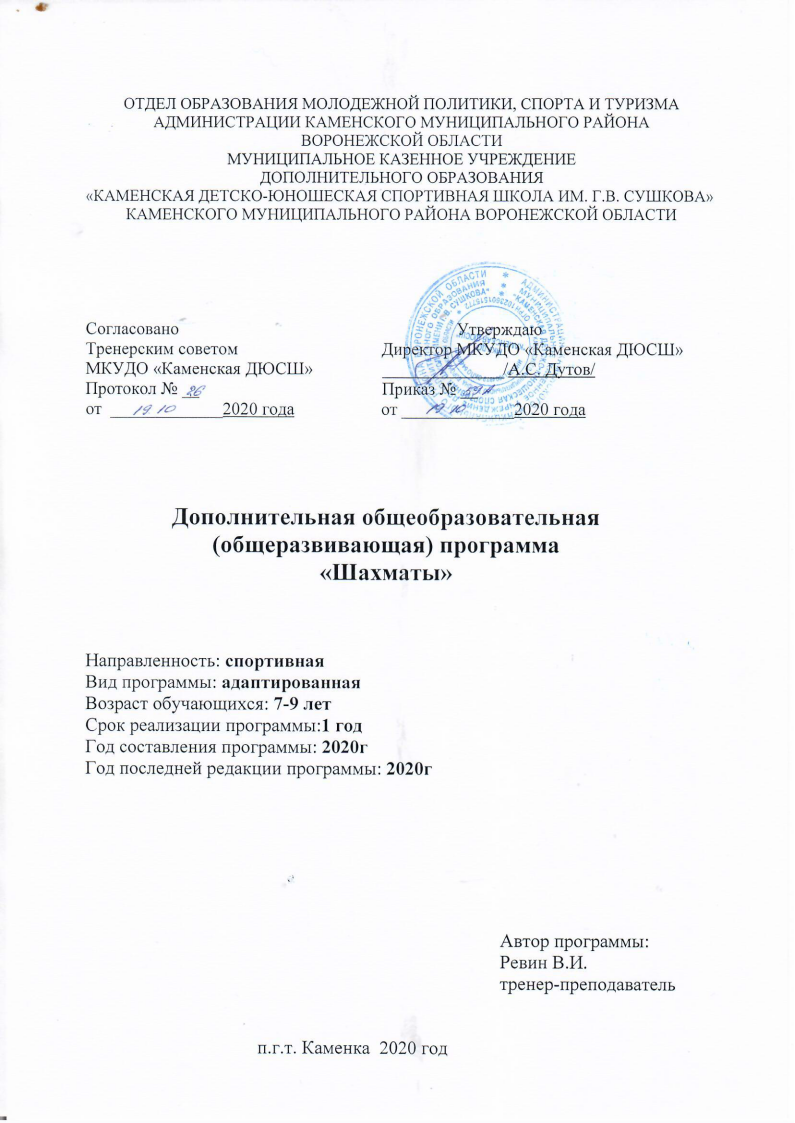 ОТДЕЛ ОБРАЗОВАНИЯ МОЛОДЕЖНОЙ ПОЛИТИКИ, СПОРТА И ТУРИЗМА
АДМИНИСТРАЦИИ КАМЕНСКОГО МУНИЦИПАЛЬНОГО РАЙОНА
ВОРОНЕЖСКОЙ ОБЛАСТИ
МУНИЦИПАЛЬНОЕ КАЗЕННОЕ УЧРЕЖДЕНИЕ
ДОПОЛНИТЕЛЬНОГО ОБРАЗОВАНИЯ
«КАМЕНСКАЯ ДЕТСКО-ЮНОШЕСКАЯ СПОРТИВНАЯ ШКОЛА ИМ. Г.В. СУШКОВА»
КАМЕНСКОГО МУНИЦИПАЛЬНОГО РАЙОНА ВОРОНЕЖСКОЙ ОБЛАСТИ
Согласовано
Тренерским советом
МКУДО «Каменская ДЮСШ»
Протокол № 26
от 19.10 2020 года
Утверждаю
Директор МКУДО «Каменская ДЮСШ»
/А.С. Дутов/
Приказ №
от 19.10 2020 года
Дополнительная общеобразовательная
(общеразвивающая) программа
«Шахматы»
Направленность: спортивная
Вид программы: адаптированная
Возраст обучающихся: 7-9 лет
Срок реализации программы:1 год
Год составления программы: 2020г
Год последней редакции программы: 2020г
Автор программы:
Ревин В.И.
тренер-преподаватель
п.г.т. Каменка 2020 год